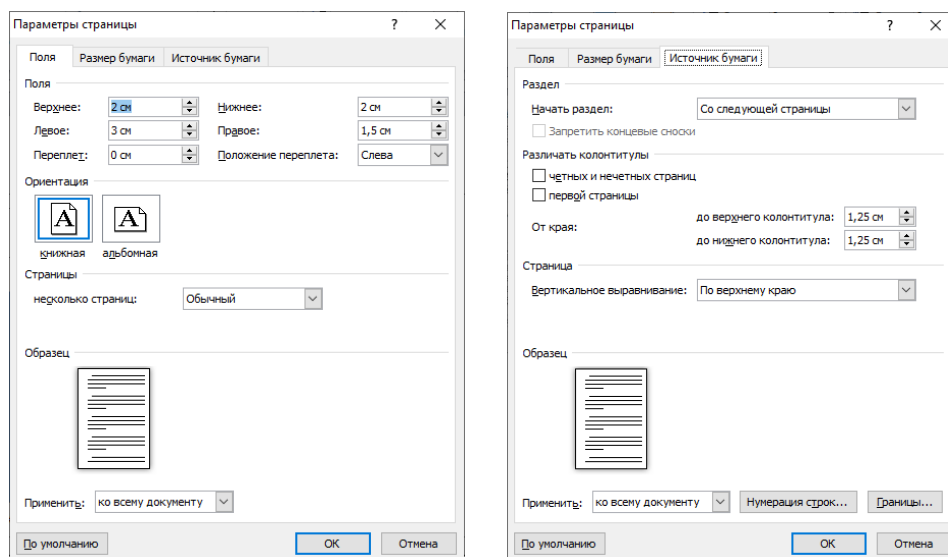 Параметры страницы ? ×
Поля Размер бумаги Источник бумаги
Поля
Верхнее: 2 см Нижнее: 2 см
Левое: 3 см Правое: 1,5 см
Переплет: 0 см Положение переплета: Слева
Ориентация
A A
книжная альбомная
Страницы
несколько страниц: Обычный
Образец
Применить: ко всему документу
По умолчанию ОК Отмена
Параметры страницы ? ×
Поля Размер бумаги Источник бумаги
Раздел
Начать раздел: Со следующей страницы
Запретить концевые сноски
Различать колонтитулы
четных и нечетных страниц
первой страницы
От края: до верхнего колонтитула: 1,25 см
до нижнего колонтитула: 1,25 см
Страница
Вертикальное выравнивание: По верхнему краю
Образец
Применить: ко всему документу Нумерация строк... Границы...
По умолчанию ОК Отмена